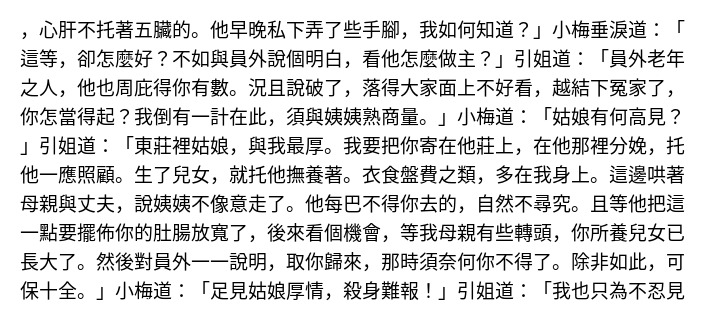 ，心肝不托著五臟的。他早晚私下弄了些手腳，我如何知道？」小梅垂淚道：「
這等，卻怎麼好？不如與員外說個明白，看他怎麼做主？」引姐道：「員外老年
之人，他也周庇得你有數。況且說破了，落得大家面上不好看，越結下冤家了，
你怎當得起？我倒有一計在此，須與姨姨熟商量。」小梅道：「姑娘有何高見？
」引姐道：「東莊裡姑娘，與我最厚。我要把你寄在他莊上，在他那裡分娩，托
他一應照顧。生了兒女，就托他撫養著。衣食盤費之類，多在我身上。這邊哄著
母親與丈夫，說姨姨不像意走了。他每巴不得你去的，自然不尋究。且等他把這
一點要擺佈你的肚腸放寬了，後來看個機會，等我母親有些轉頭，你所養兒女已
長大了。然後對員外一一說明，取你歸來，那時須奈何你不得了。除非如此，可
保十全。」小梅道：「足見姑娘厚情，殺身難報！」引姐道：「我也只為不忍見